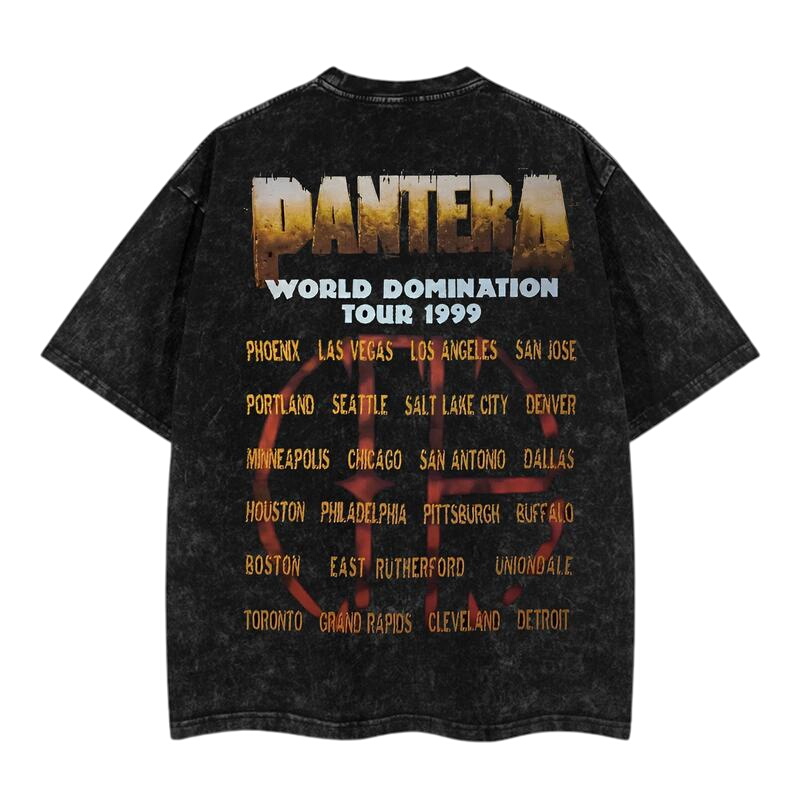 PANTERA
WORLD DOMINATION
TOUR 1999
PHOENIX LAS VEGAS LOS ANGELES SAN JOSE
PORTLAND SEATTLE SALT LAKE CITY DENVER
MINNEAPOLIS CHICAGO SAN ANTONIO DALLAS
HOUSTON PHILADELPHIA PITTSBURGH BUFFALO
BOSTON EAST RUTHERFORD UNIONDALE
TORONTO GRAND RAPIDS CLEVELAND DETROIT